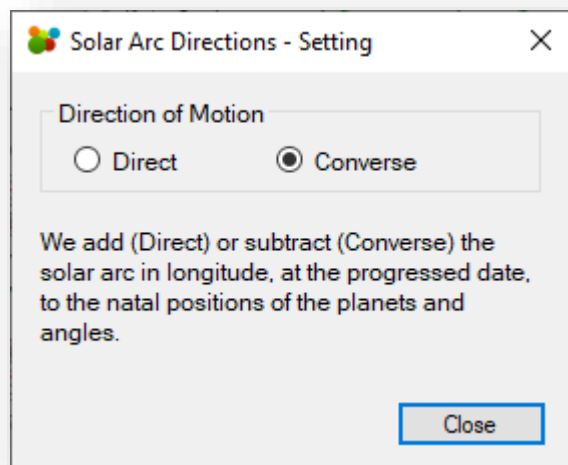 Solar Arc Directions - Setting
Direction of Motion
Direct Converse
We add (Direct) or subtract (Converse) the
solar arc in longitude, at the progressed date,
to the natal positions of the planets and
angles.
Close